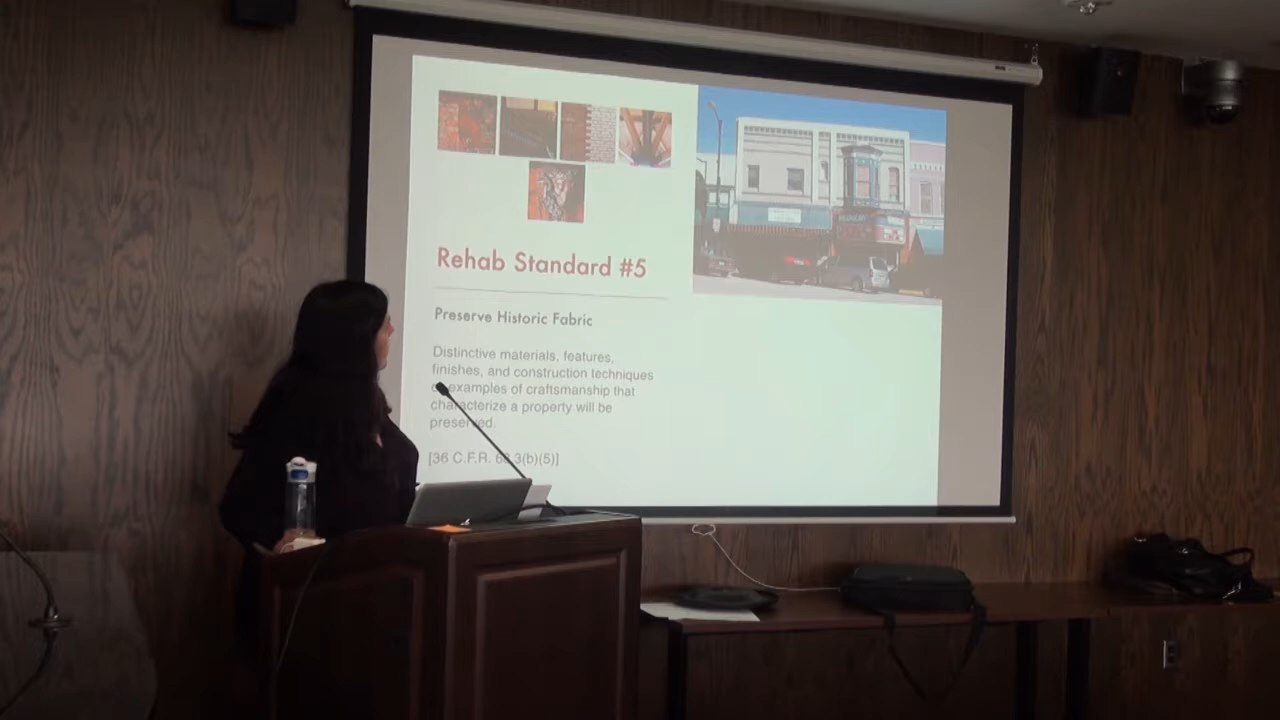 Rehab Standard #5
Preserve Historic Fabric
Distinctive materials, features,
finishes, and construction techniques
examples of craftsmanship that
characterize a property will be
preserved.
[36 C.F.R. 3(b)(5)]